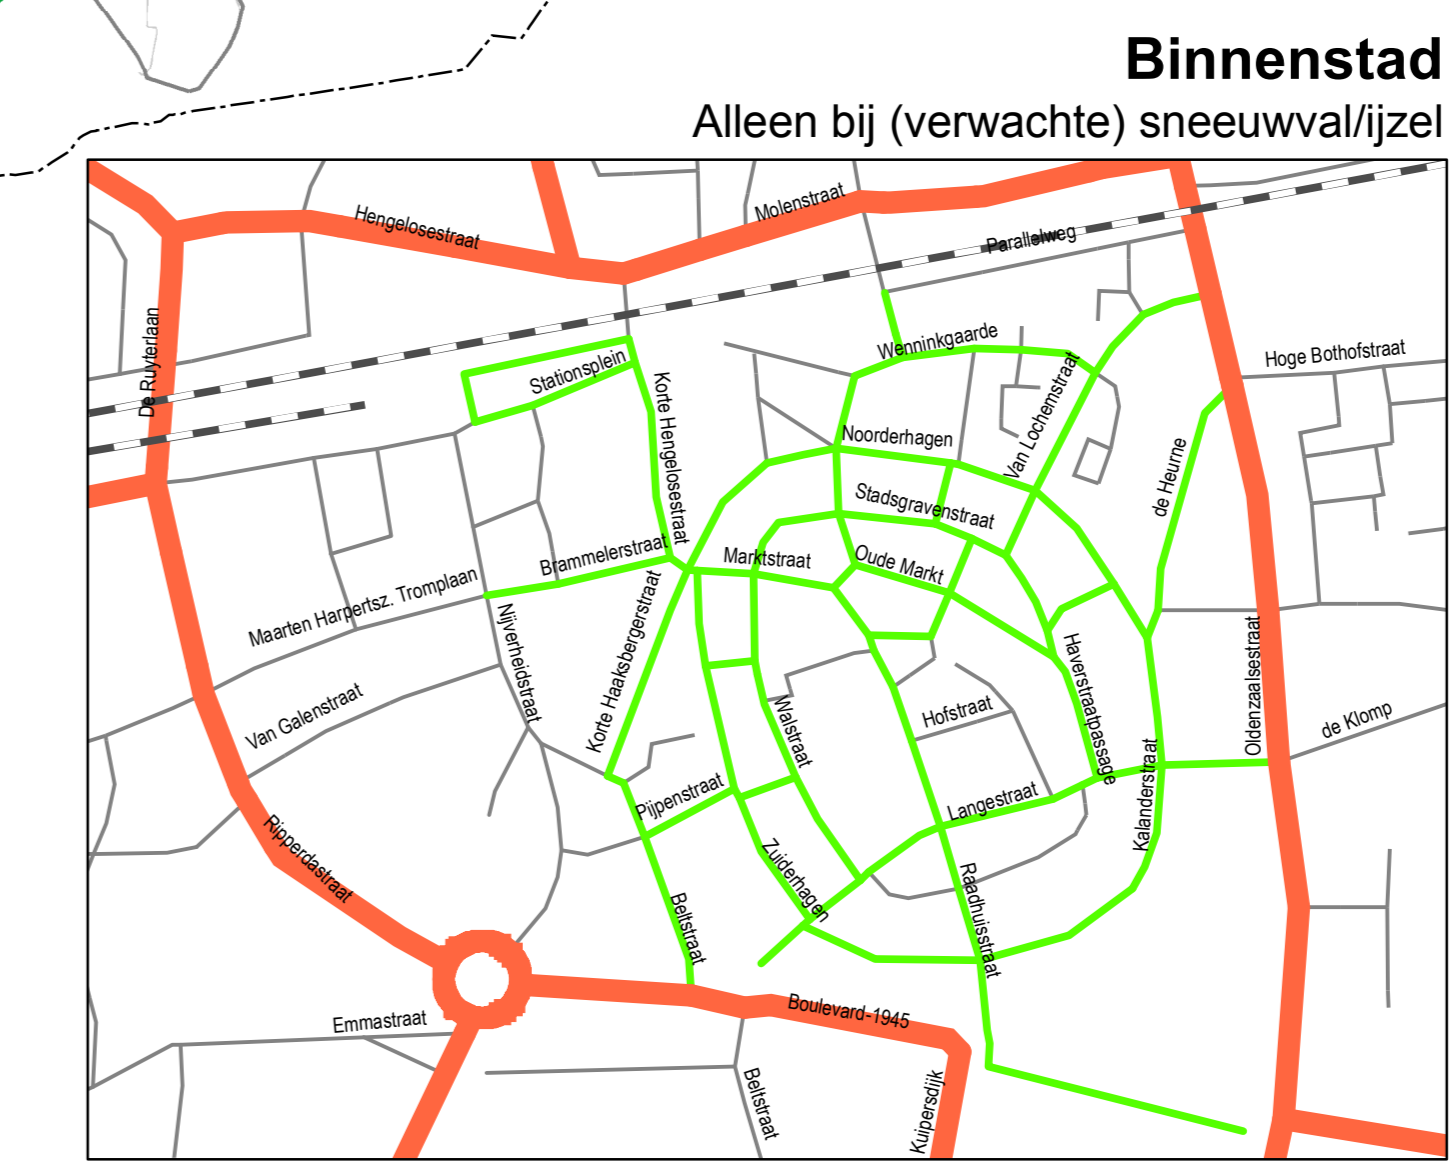 Binnenstad
Alleen bij (verwachte) sneeuwval/ijzel
Hengelosestraat
Molenstraat
Parallelweg
De Ruyterlaan
Stationsplein
Wenninkgaarde
Hoge Bothofstraat
Korte Hengelosestraat
Van Lochemstraat
Noorderhagen
de Heurne
Stadsgravenstraat
Brammelerstraat
Marktstraat
Oude Markt
Maarten Harpertsz. Tromplaan
Nijverheidstraat
Korte Haaksbergerstraat
Haverstraatpassage
Oldenzaalsestraat
Van Galenstraat
Walstraat
Hofstraat
de Klomp
Kalanderstraat
Pijpenstraat
Langestraat
Ripperdastraat
Zuiderhagen
Beltstraat
Raadhuisstraat
Emmastraat
Boulevard-1945
Beltstraat
Kuipersdijk